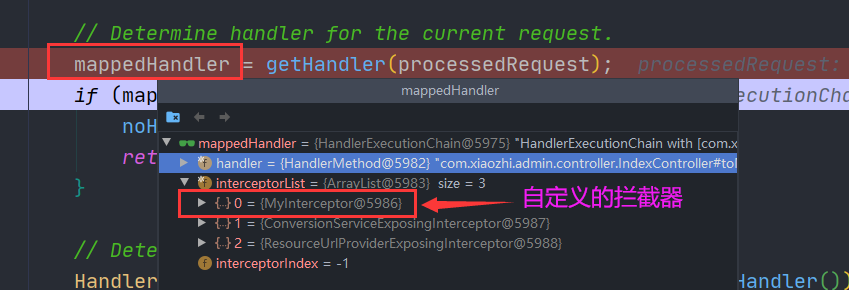 // Determine handler for the current request.
mappedHandler = getHandler(processedRequest); processedRequest:
if (map
mappedHandler
ecutionCha
noH
mappedHandler = {HandlerExecutionChain@5975} "HandlerExecutionChain with [com.x
ret
handler = {HandlerMethod@5982} "com.xiaozhi.admin.controller.IndexController#to
}
interceptorList = {ArrayList@5983} size = 3
0 = {MyInterceptor@5986}
自定义的拦截器
1 = {ConversionServiceExposingInterceptor@5987}
2 = {ResourceUrlProviderExposingInterceptor@5988}
// Dete
interceptorIndex = -1
Handler
Handler())